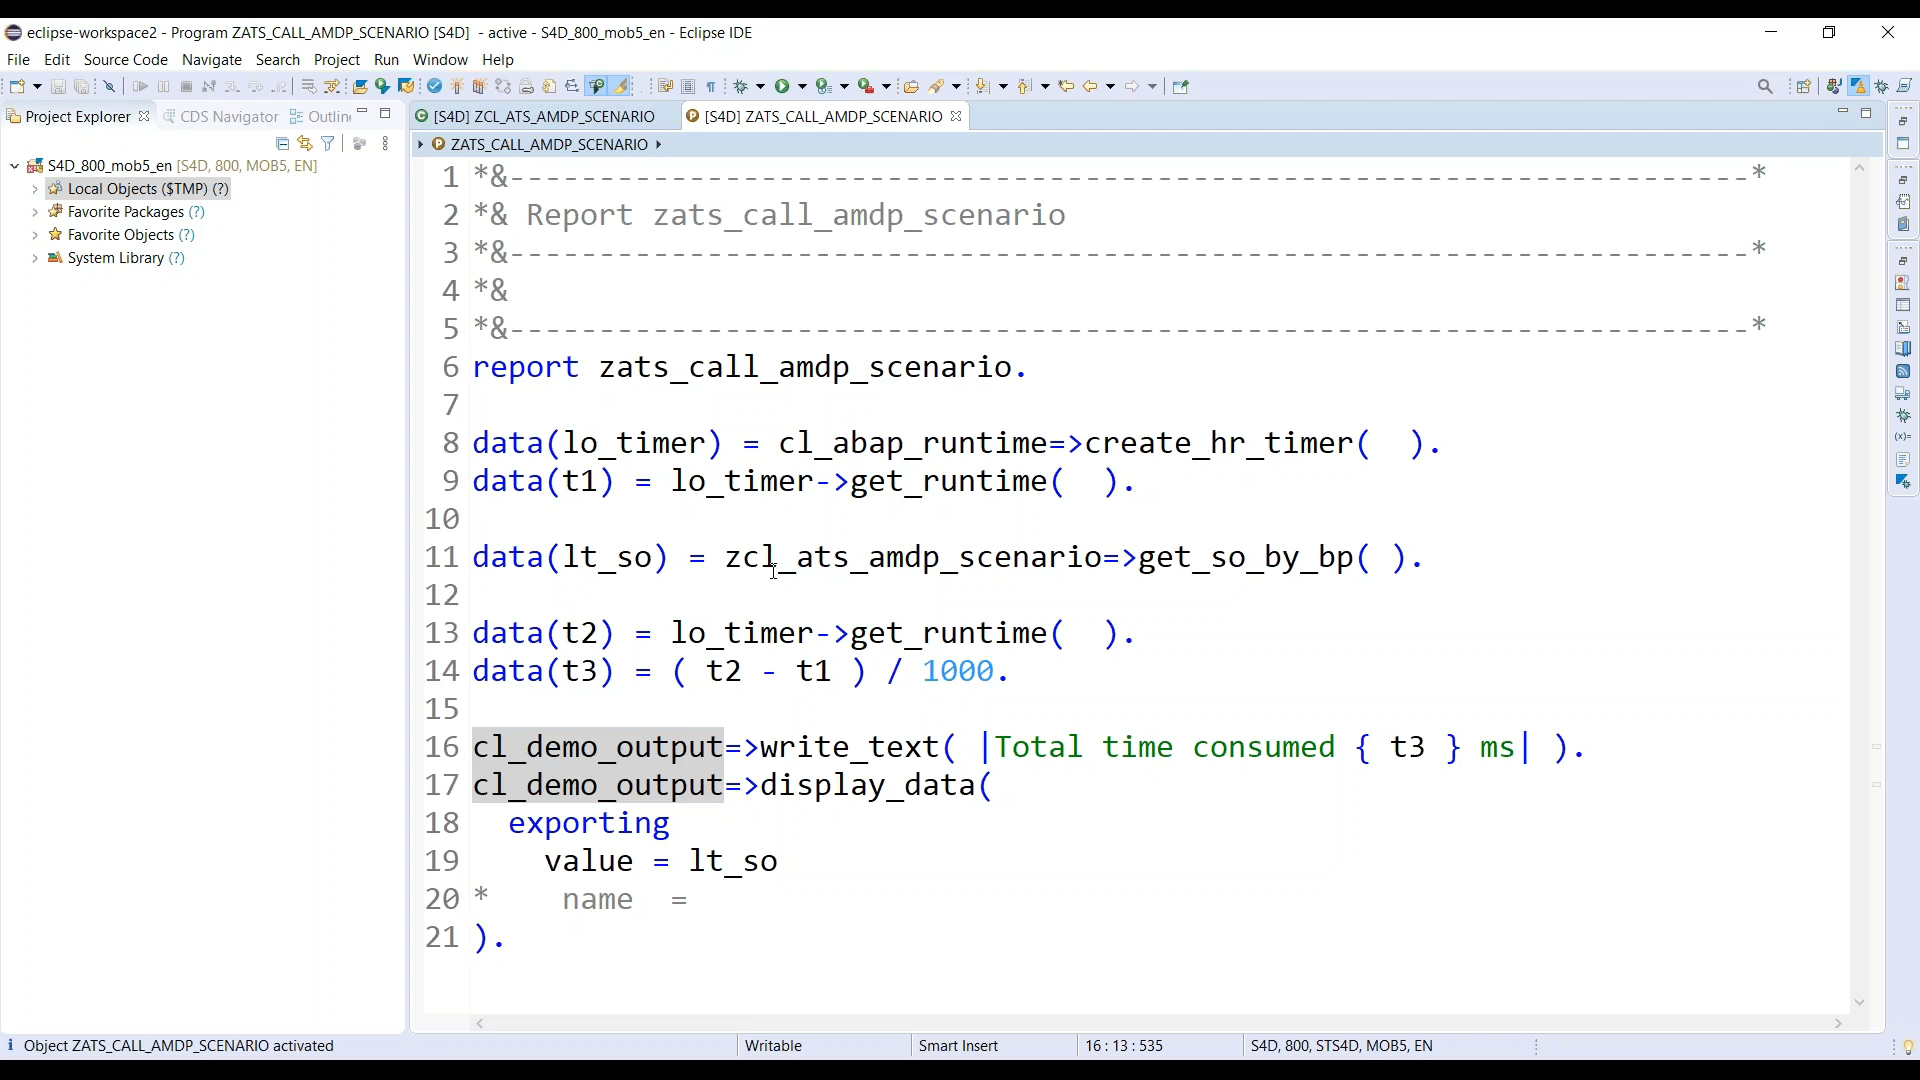 eclipse-workspace2 - Program ZATS_CALL_AMDP_SCENARIO [S4D] - active - S4D_800_mob5_en - Eclipse IDE
File Edit Source Code Navigate Search Project Run Window Help
Project Explorer CDS Navigator Outline
[S4D] ZCL_ATS_AMDP_SCENARIO [S4D] ZATS_CALL_AMDP_SCENARIO
ZATS_CALL_AMDP_SCENARIO
S4D_800_mob5_en [S4D, 800, MOB5, EN]
Local Objects ($TMP) (?)
Favorite Packages (?)
Favorite Objects (?)
System Library (?)
1 *&---------------------------------------------------------------------*
2 *& Report zats_call_amdp_scenario
3 *&---------------------------------------------------------------------*
4 *&
5 *&---------------------------------------------------------------------*
6 report zats_call_amdp_scenario.
7
8 data(lo_timer) = cl_abap_runtime=>create_hr_timer(  ).
9 data(t1) = lo_timer->get_runtime(  ).
10
11 data(lt_so) = zcl_ats_amdp_scenario=>get_so_by_bp( ).
12
13 data(t2) = lo_timer->get_runtime(  ).
14 data(t3) = ( t2 - t1 ) / 1000.
15
16 cl_demo_output=>write_text( |Total time consumed { t3 } ms| ).
17 cl_demo_output=>display_data(
18   exporting
19     value = lt_so
20 *    name  =
21 ).
Object ZATS_CALL_AMDP_SCENARIO activated
Writable
Smart Insert
16 : 13 : 535
S4D, 800, STS4D, MOB5, EN